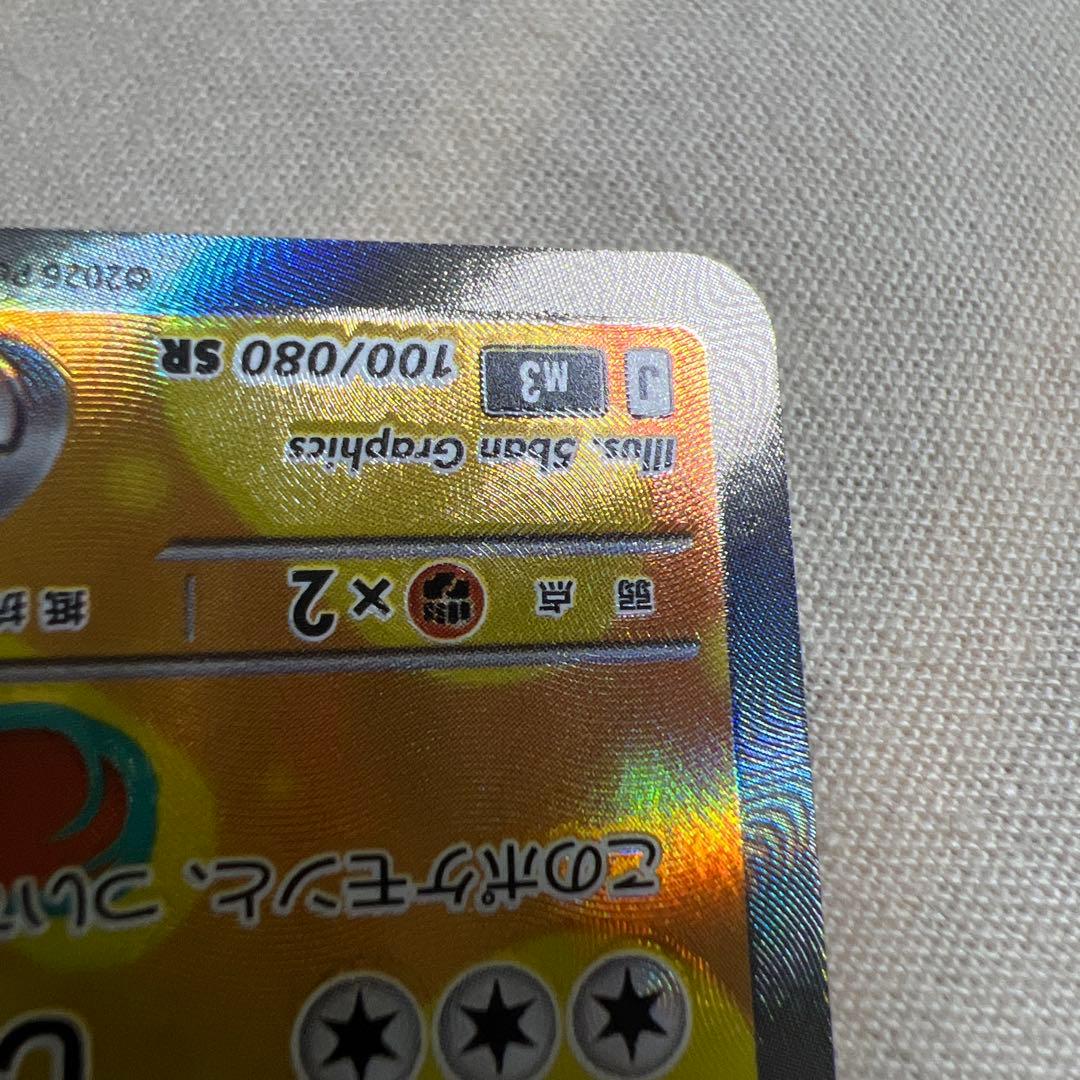 このポケモンと、つい
弱点 ×2 抵抗
Illus. 5ban Graphics
J M3 100/080 SR
©2026 P